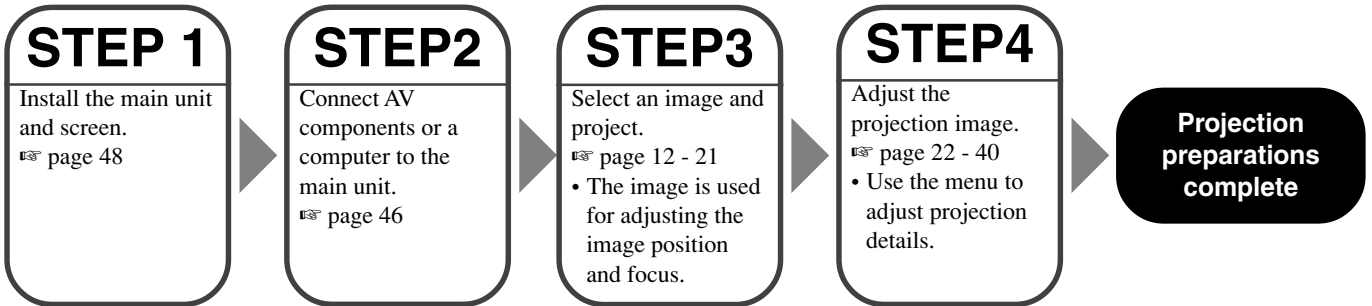 STEP 1
Install the main unit
and screen.
☞ page 48
STEP2
Connect AV
components or a
computer to the
main unit.
☞ page 46
STEP3
Select an image and
project.
☞ page 12 - 21
• The image is used
for adjusting the
image position
and focus.
STEP4
Adjust the
projection image.
☞ page 22 - 40
• Use the menu to
adjust projection
details.
Projection
preparations
complete